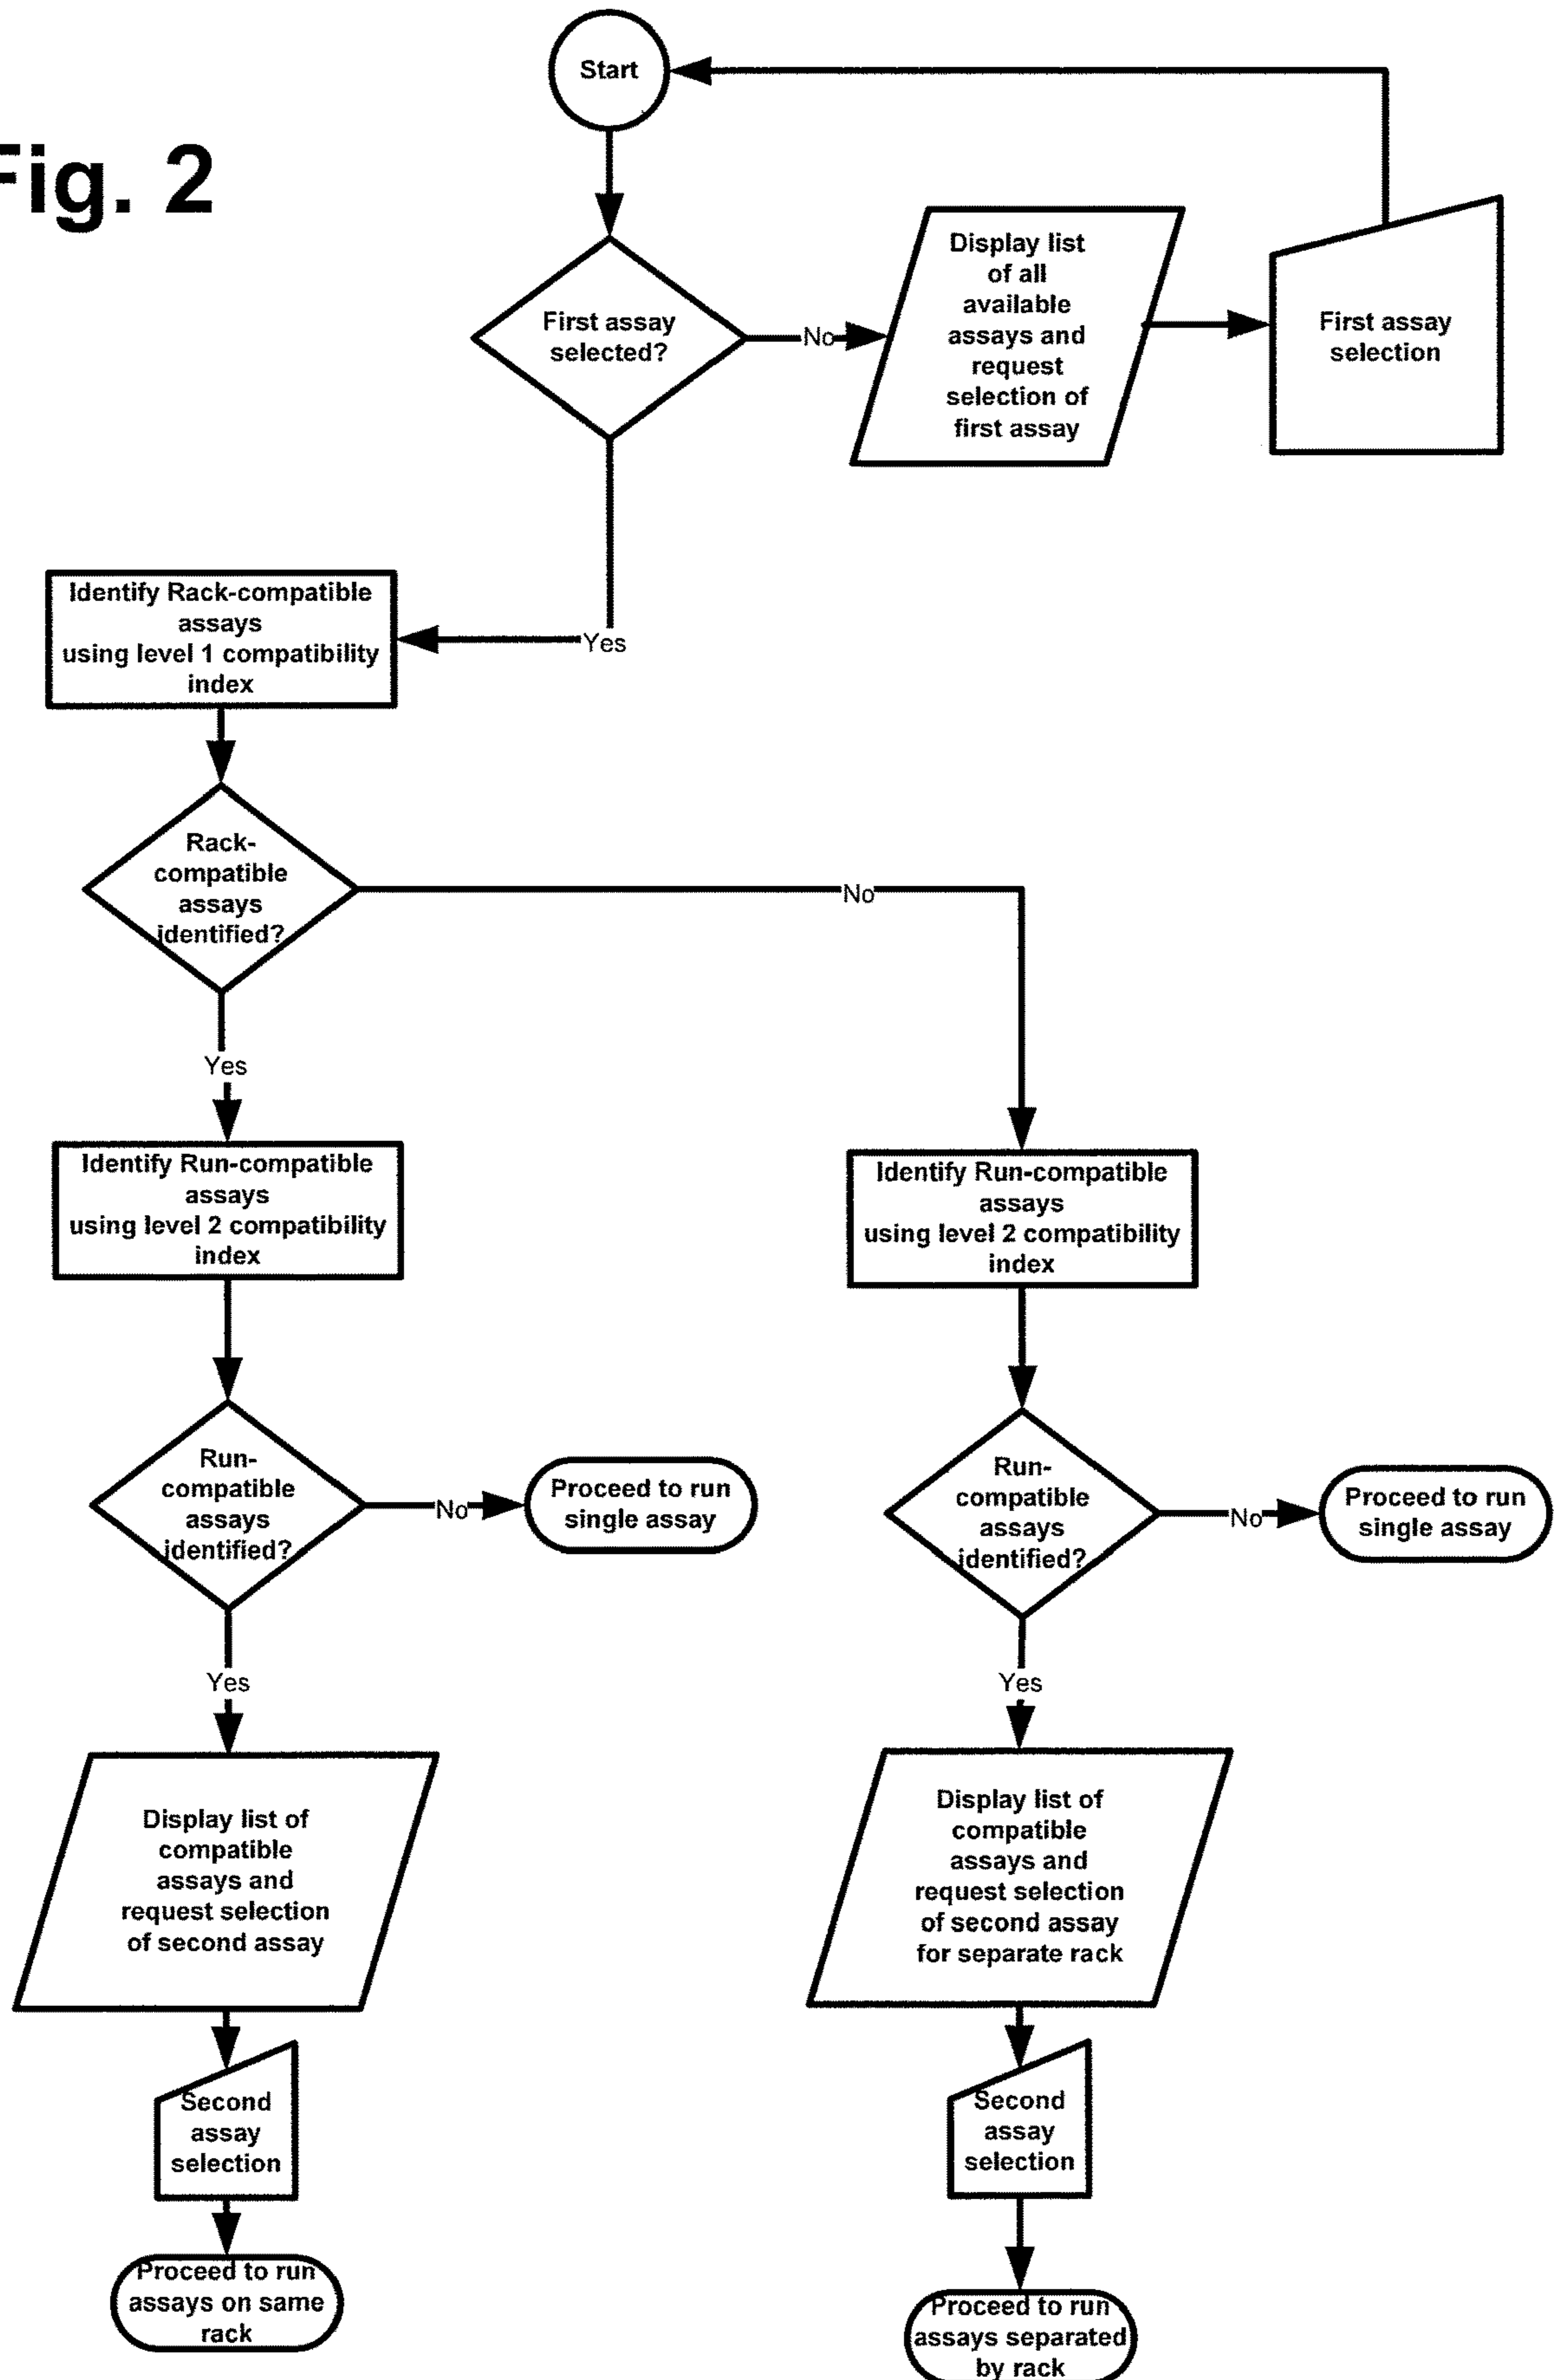 Start
Fig. 2
First assay
selected?
No
Display list
of all
available
assays and
request
selection of
first assay
First assay
selection
Identify Rack-compatible
assays
using level 1 compatibility
index
Yes
Rack-
compatible
assays
identified?
No
Yes
Identify Run-compatible
assays
using level 2 compatibility
index
Identify Run-compatible
assays
using level 2 compatibility
index
Run-
compatible
assays
identified?
No
Proceed to run
single assay
Run-
compatible
assays
identified?
No
Proceed to run
single assay
Yes
Yes
Display list of
compatible
assays and
request selection
of second assay
Display list of
compatible
assays and
request selection
of second assay
for separate rack
Second
assay
selection
Second
assay
selection
Proceed to run
assays on same
rack
Proceed to run
assays separated
by rack